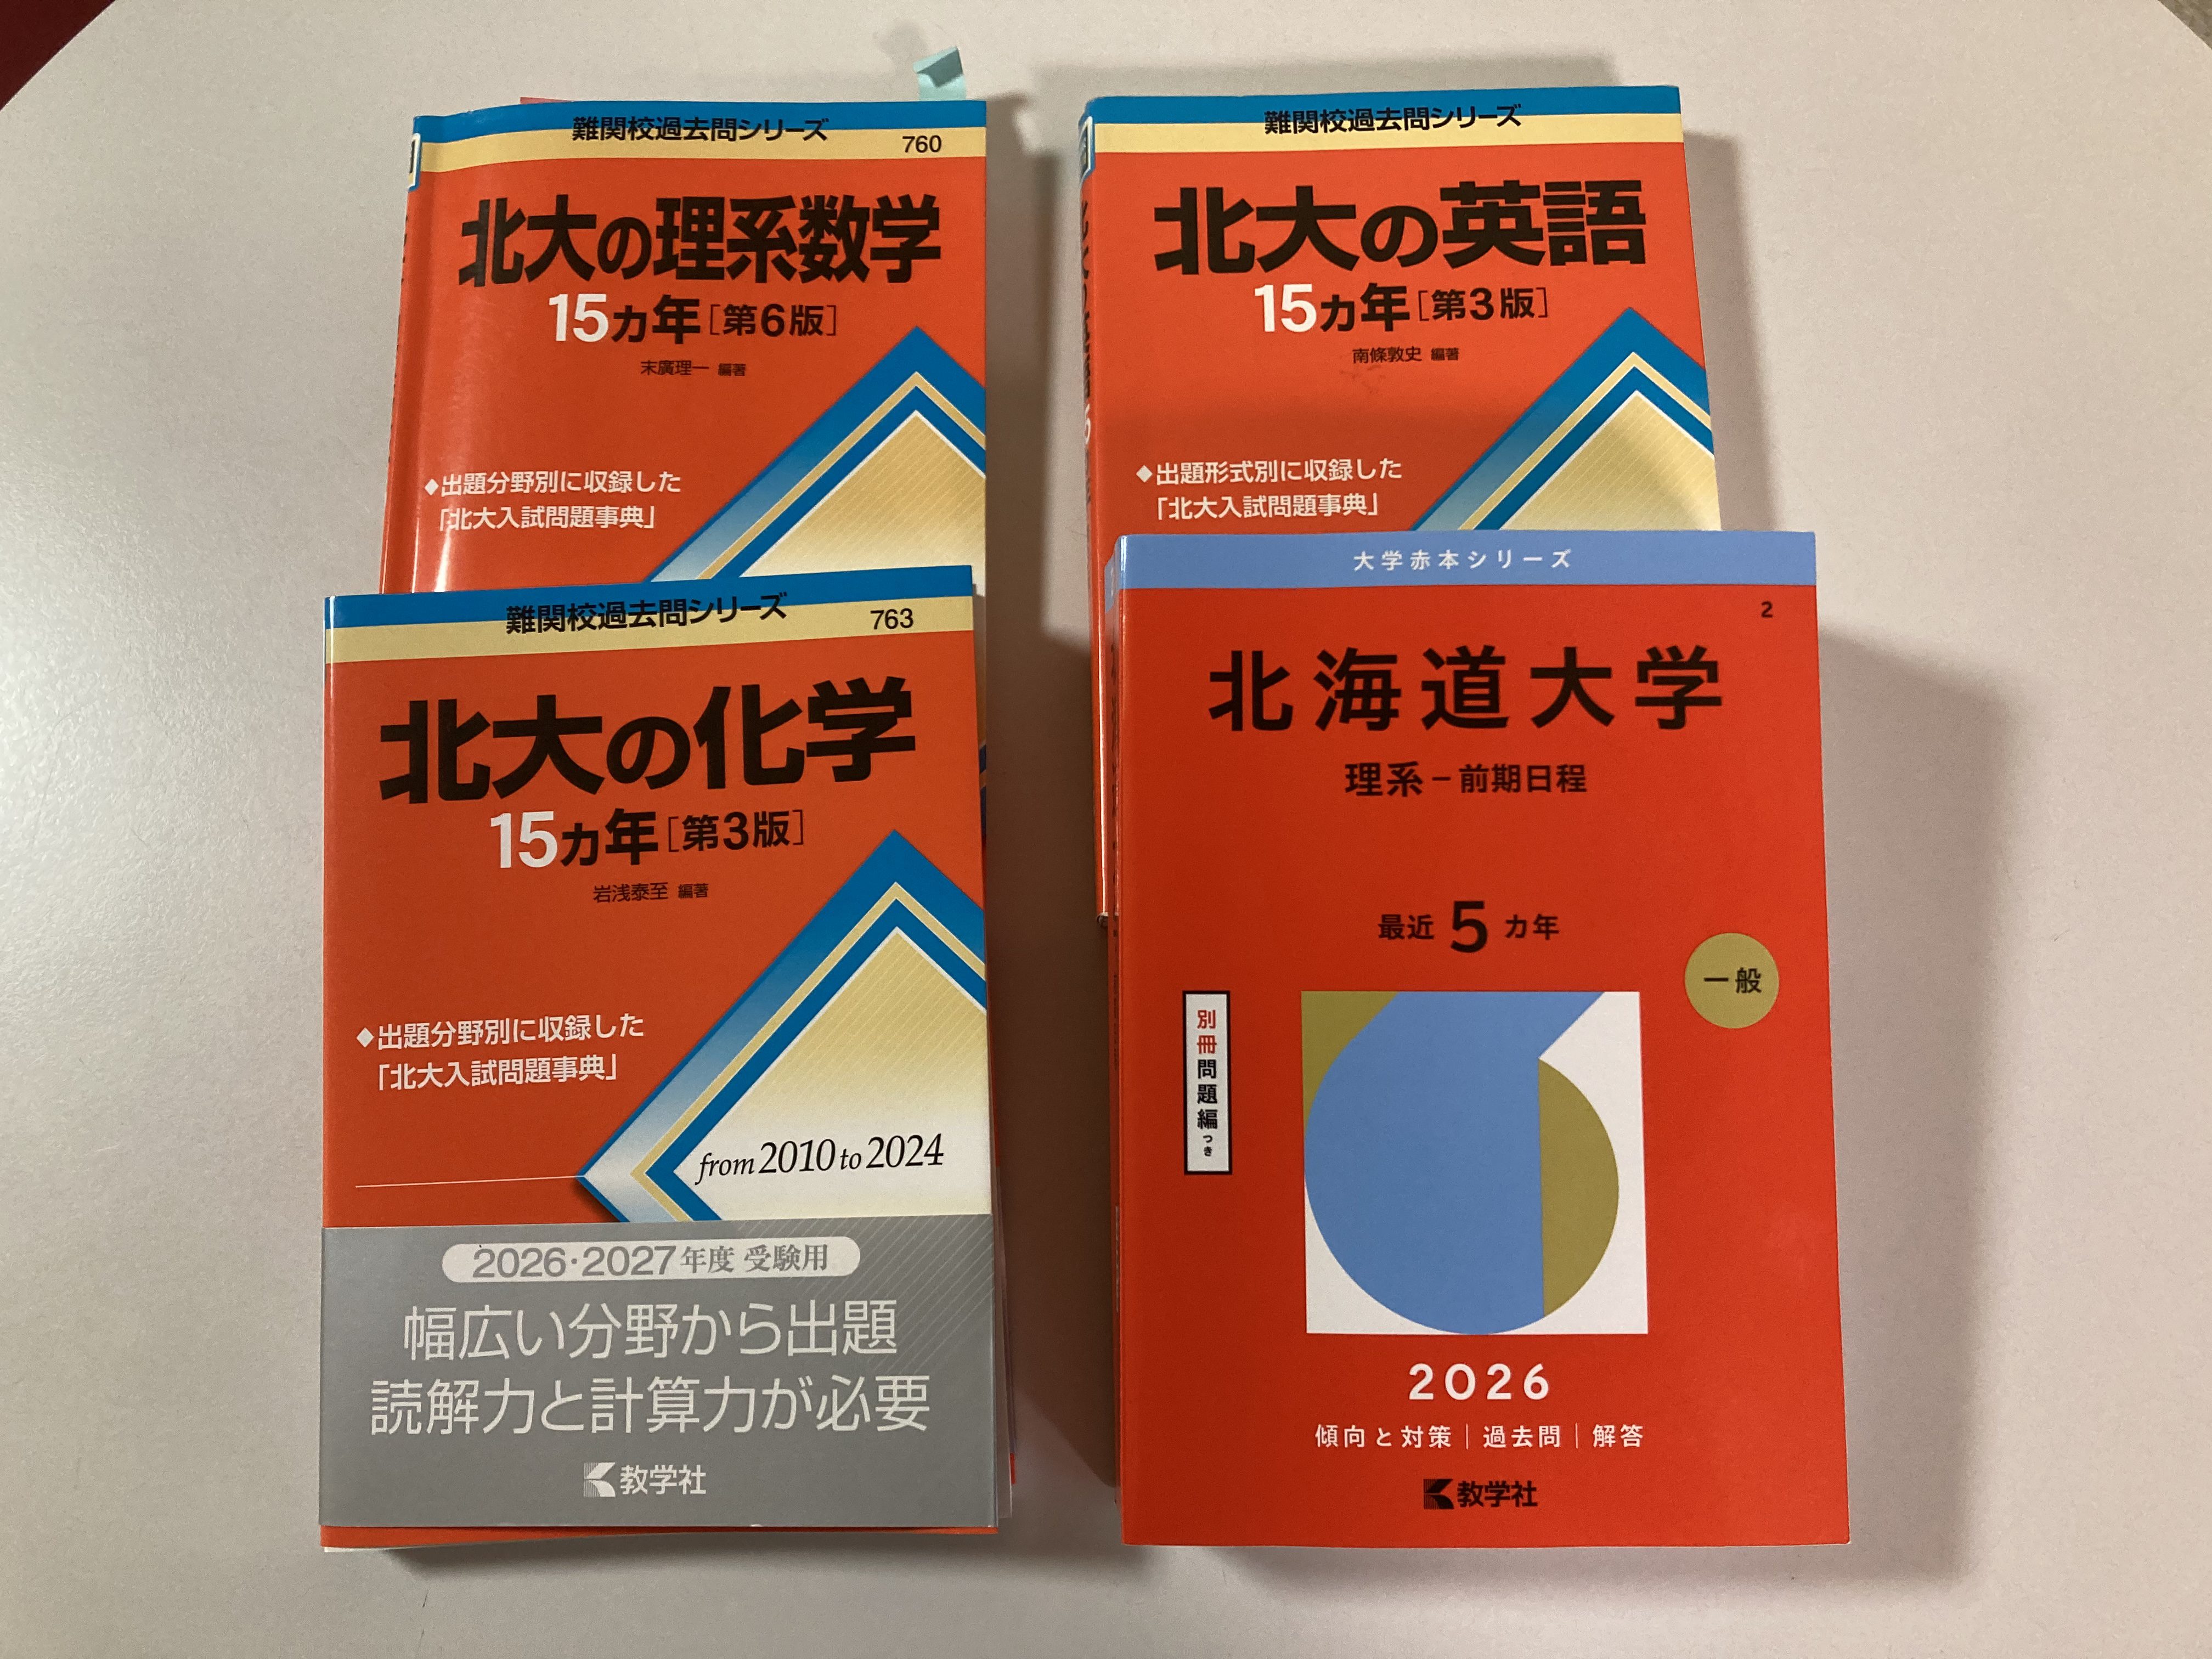 難関校過去問シリーズ
760
北大の理系数学
15ヵ年［第6版］
末廣理一 編著
◆出題分野別に収録した
「北大入試問題事典」
難関校過去問シリーズ
北大の英語
15ヵ年［第3版］
南條敦史 編著
◆出題形式別に収録した
「北大入試問題事典」
難関校過去問シリーズ
763
北大の化学
15ヵ年［第3版］
岩浅泰至 編著
◆出題分野別に収録した
「北大入試問題事典」
from 2010 to 2024
2026・2027年度 受験用
幅広い分野から出題
読解力と計算力が必要
教学社
大学赤本シリーズ
2
北海道大学
理系－前期日程
最近 5 ヵ年
一般
別冊問題編つき
2026
傾向と対策｜過去問｜解答
教学社